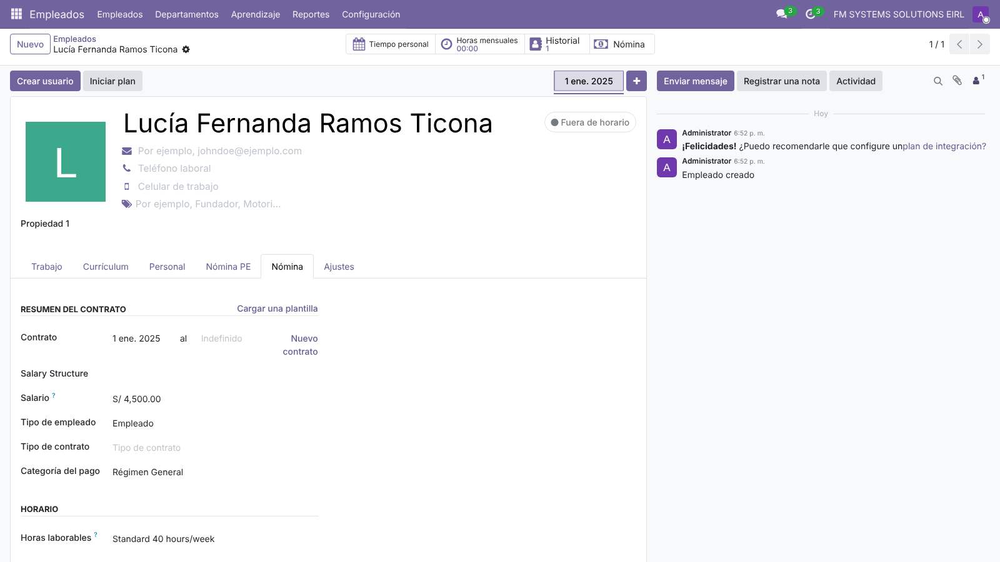 Empleados Empleados Departamentos Aprendizaje Reportes Configuración 3 3 FM SYSTEMS SOLUTIONS EIRL A
Nuevo
Empleados
Lucía Fernanda Ramos Ticona
Tiempo personal
Horas mensuales
00:00
Historial
1
Nómina
1 / 1
Crear usuario Iniciar plan 1 ene. 2025 + Enviar mensaje Registrar una nota Actividad 1
L
Lucía Fernanda Ramos Ticona
Fuera de horario
Por ejemplo, johndoe@ejemplo.com
Teléfono laboral
Celular de trabajo
Por ejemplo, Fundador, Motori...
Propiedad 1
Trabajo Currículum Personal Nómina PE Nómina Ajustes
RESUMEN DEL CONTRATO Cargar una plantilla
Contrato 1 ene. 2025 al Indefinido Nuevo
contrato
Salary Structure
Salario ? S/ 4,500.00
Tipo de empleado Empleado
Tipo de contrato Tipo de contrato
Categoría del pago Régimen General
HORARIO
Horas laborables ? Standard 40 hours/week
Hoy
A
Administrator 6:52 p. m.
¡Felicidades! ¿Puedo recomendarle que configure unplan de integración?
A
Administrator 6:52 p. m.
Empleado creado